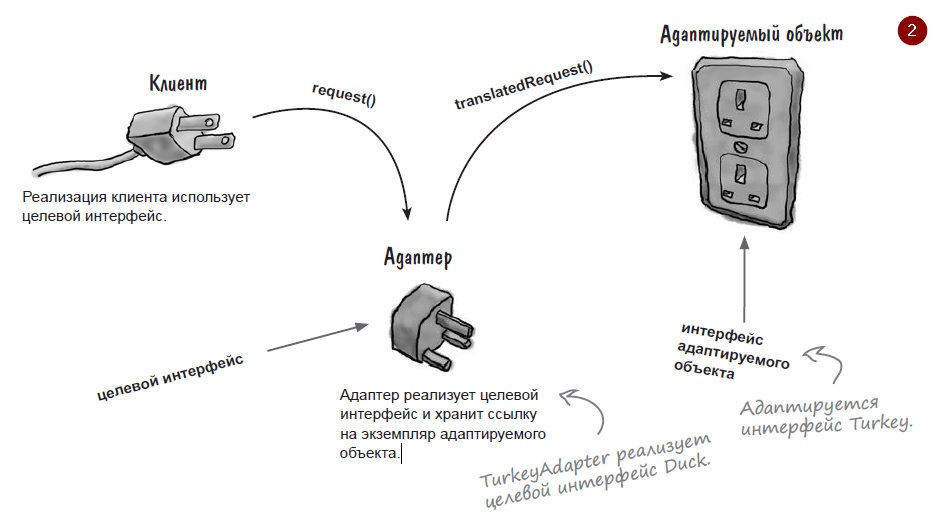 Адаптируемый объект
2
Клиент
request()
translatedRequest()
Реализация клиента использует
целевой интерфейс.
Адаптер
целевой интерфейс
интерфейс
адаптируемого
объекта
Адаптер реализует целевой
интерфейс и хранит ссылку
на экземпляр адаптируемого
объекта.
Адаптируется
интерфейс Turkey.
TurkeyAdapter реализует
целевой интерфейс Duck.